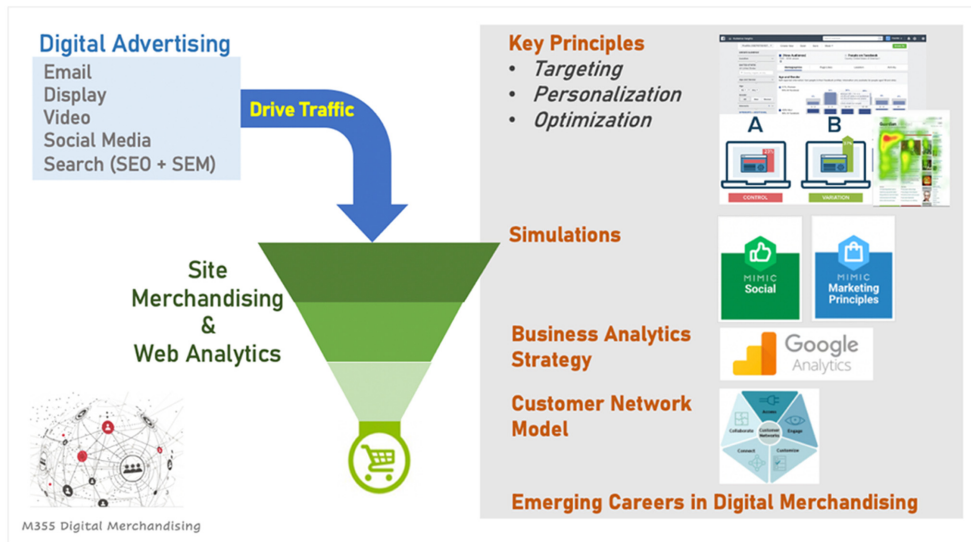 Digital Advertising
Email
Display
Video
Social Media
Search (SEO + SEM)
Drive Traffic
Site
Merchandising
&
Web Analytics
M355 Digital Merchandising
Key Principles
• Targeting
• Personalization
• Optimization
A
B
CONTROL
VARIATION
Simulations
MIMIC
Social
MIMIC
Marketing
Principles
Business Analytics
Strategy
Google
Analytics
Customer Network
Model
Access
Collaborate
Engage
Customer
Networks
Connect
Customize
Emerging Careers in Digital Merchandising